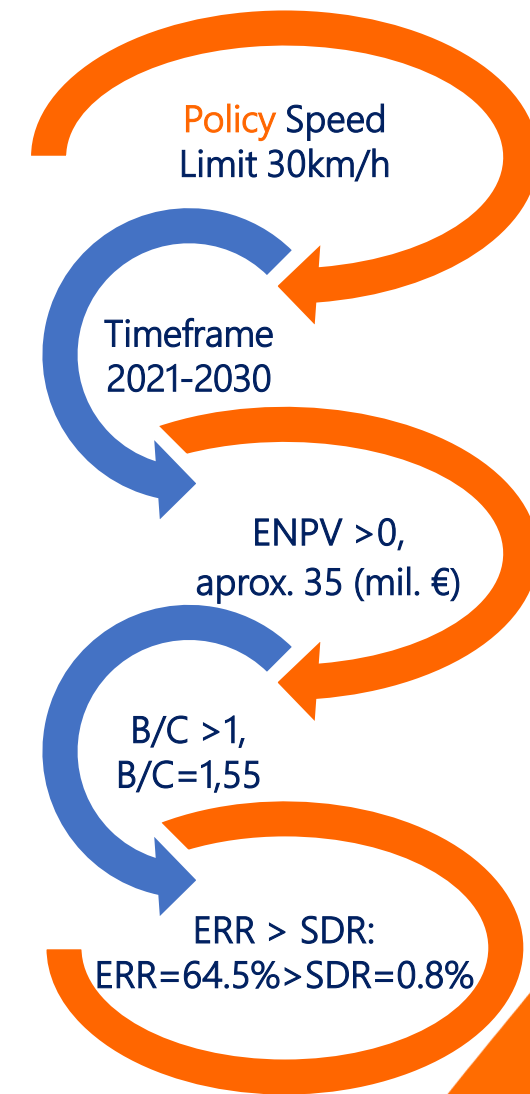 Policy Speed
Limit 30km/h
Timeframe
2021-2030
ENPV >0,
aprox. 35 (mil. €)
B/C >1,
B/C=1,55
ERR > SDR:
ERR=64.5%>SDR=0.8%